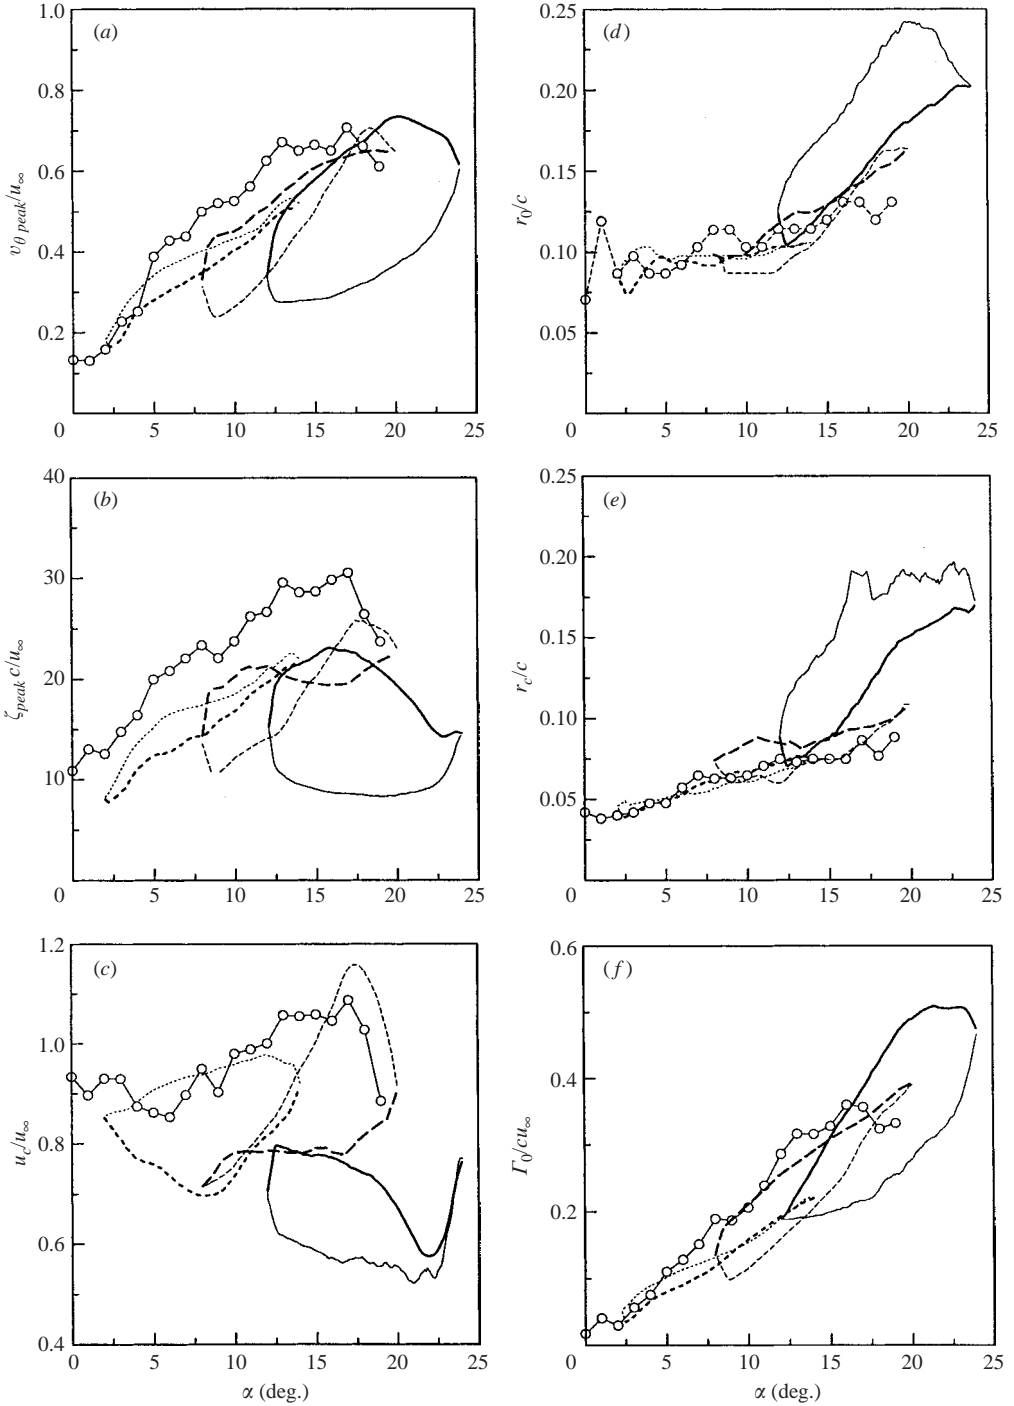 (a)
1.0
0.8
0.6
0.4
0.2
0 5 10 15 20 25
v_θ peak/u_∞
(d)
0.25
0.20
0.15
0.10
0.05
0 5 10 15 20 25
r_0/c
(b)
40
30
20
10
0 5 10 15 20 25
ζ_peak c/u_∞
(e)
0.25
0.20
0.15
0.10
0.05
0 5 10 15 20 25
r_c/c
(c)
1.2
1.0
0.8
0.6
0.4
0 5 10 15 20 25
u_c/u_∞
α (deg.)
(f)
0.6
0.4
0.2
0 5 10 15 20 25
Γ_0/cu_∞
α (deg.)